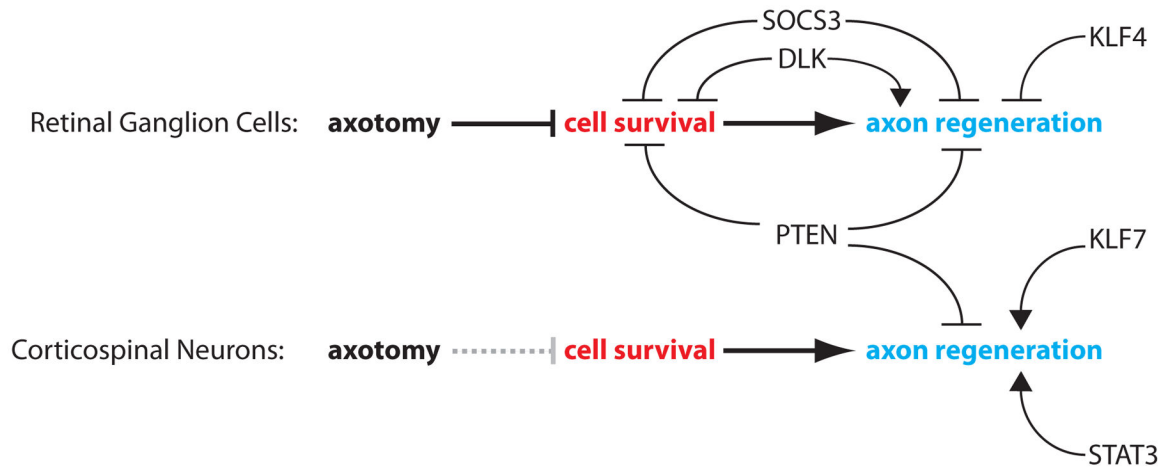 SOCS3
KLF4
DLK
Retinal Ganglion Cells: axotomy cell survival axon regeneration
PTEN
KLF7
Corticospinal Neurons: axotomy cell survival axon regeneration
STAT3